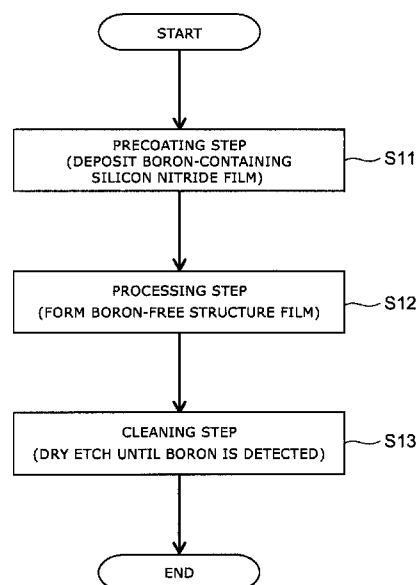 START
PRECOATING STEP
(DEPOSIT BORON-CONTAINING
SILICON NITRIDE FILM)
S11
PROCESSING STEP
(FORM BORON-FREE STRUCTURE FILM)
S12
CLEANING STEP
(DRY ETCH UNTIL BORON IS DETECTED)
S13
END